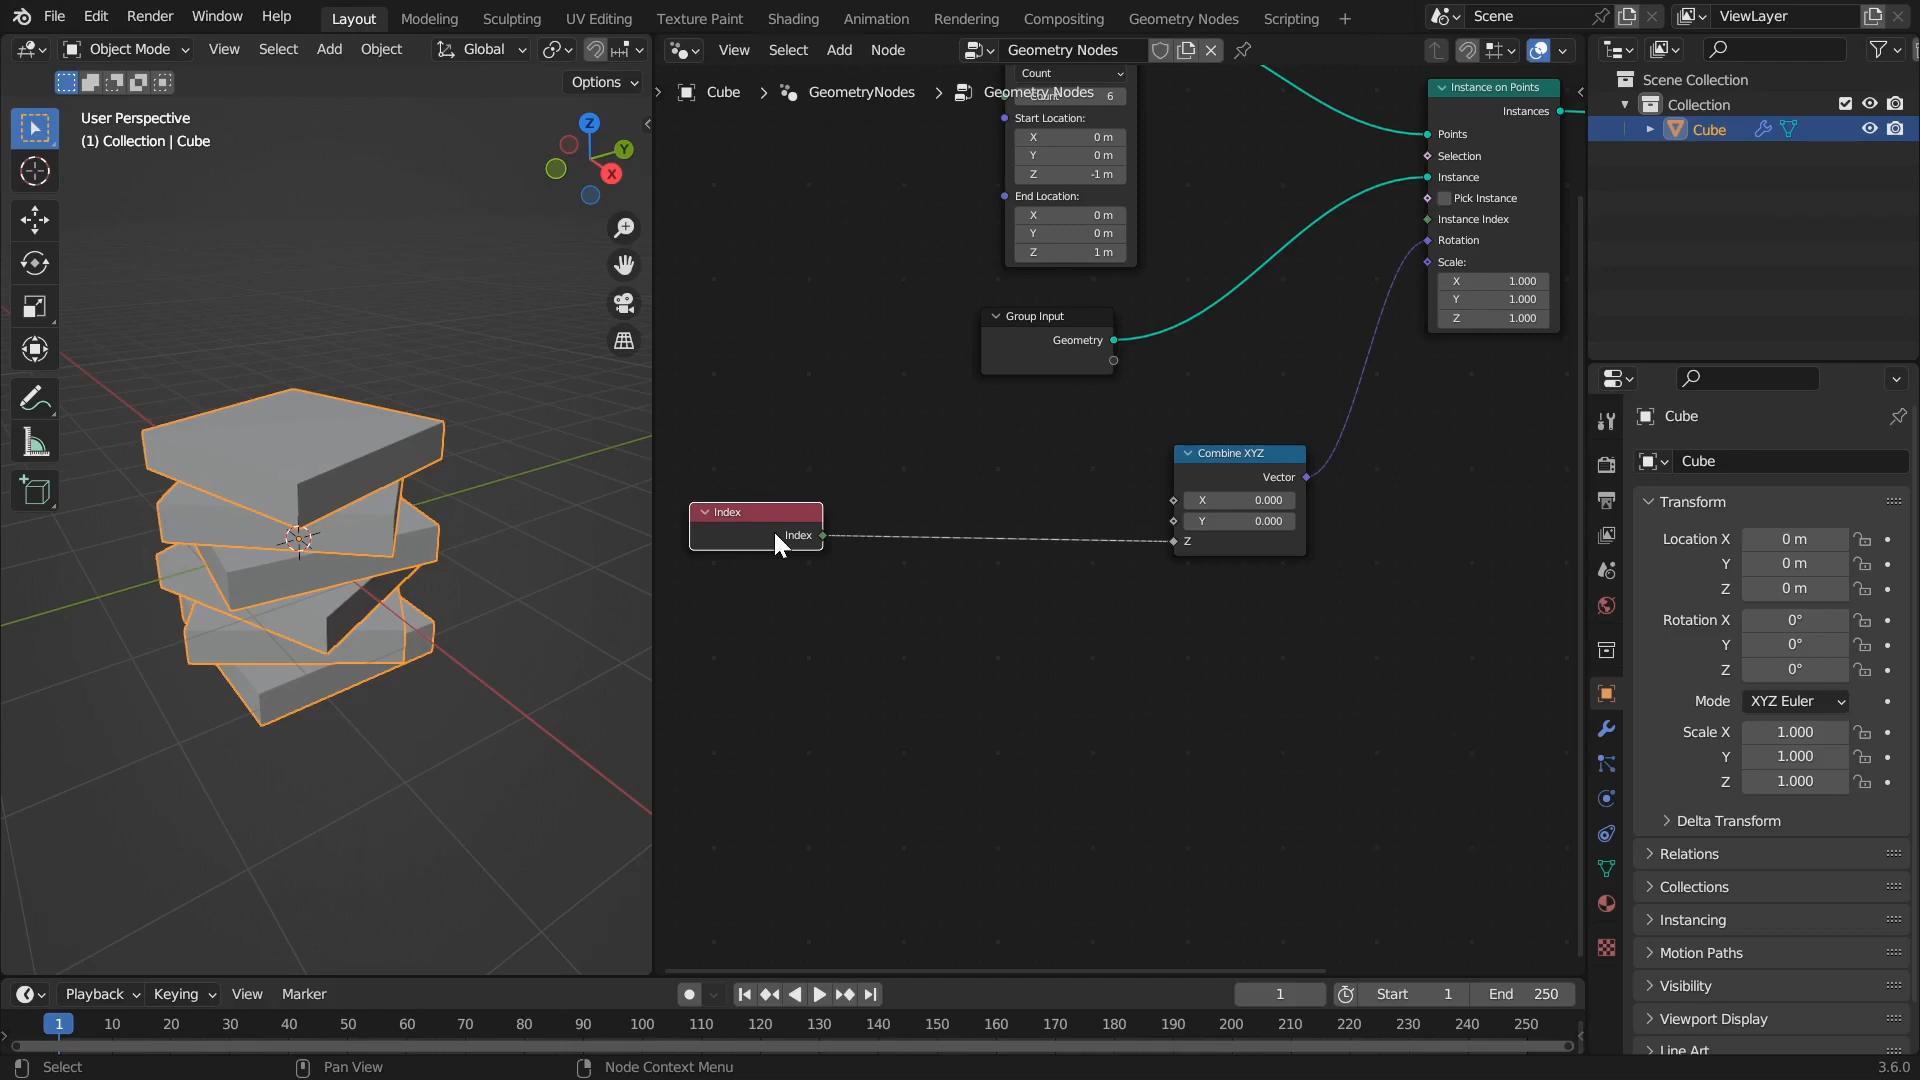 File Edit Render Window Help Layout Modeling Sculpting UV Editing Texture Paint Shading Animation Rendering Compositing Geometry Nodes Scripting + Scene ViewLayer
Object Mode View Select Add Object Global View Select Add Node Geometry Nodes
Options
Cube > GeometryNodes > Geometry Nodes
User Perspective
(1) Collection | Cube
Z
Y
X
Count
Count 6
Start Location:
X 0 m
Y 0 m
Z -1 m
End Location:
X 0 m
Y 0 m
Z 1 m
Instance on Points
Instances
Points
Selection
Instance
Pick Instance
Instance Index
Rotation
Scale:
X 1.000
Y 1.000
Z 1.000
Group Input
Geometry
Combine XYZ
Vector
X 0.000
Y 0.000
Z
Index
Index
Scene Collection
Collection
Cube
Cube
Cube
Transform
Location X 0 m
Y 0 m
Z 0 m
Rotation X 0°
Y 0°
Z 0°
Mode XYZ Euler
Scale X 1.000
Y 1.000
Z 1.000
Delta Transform
Relations
Collections
Instancing
Motion Paths
Visibility
Viewport Display
Line Art
Playback Keying View Marker 1 Start 1 End 250
1 10 20 30 40 50 60 70 80 90 100 110 120 130 140 150 160 170 180 190 200 210 220 230 240 250
Select Pan View Node Context Menu 3.6.0